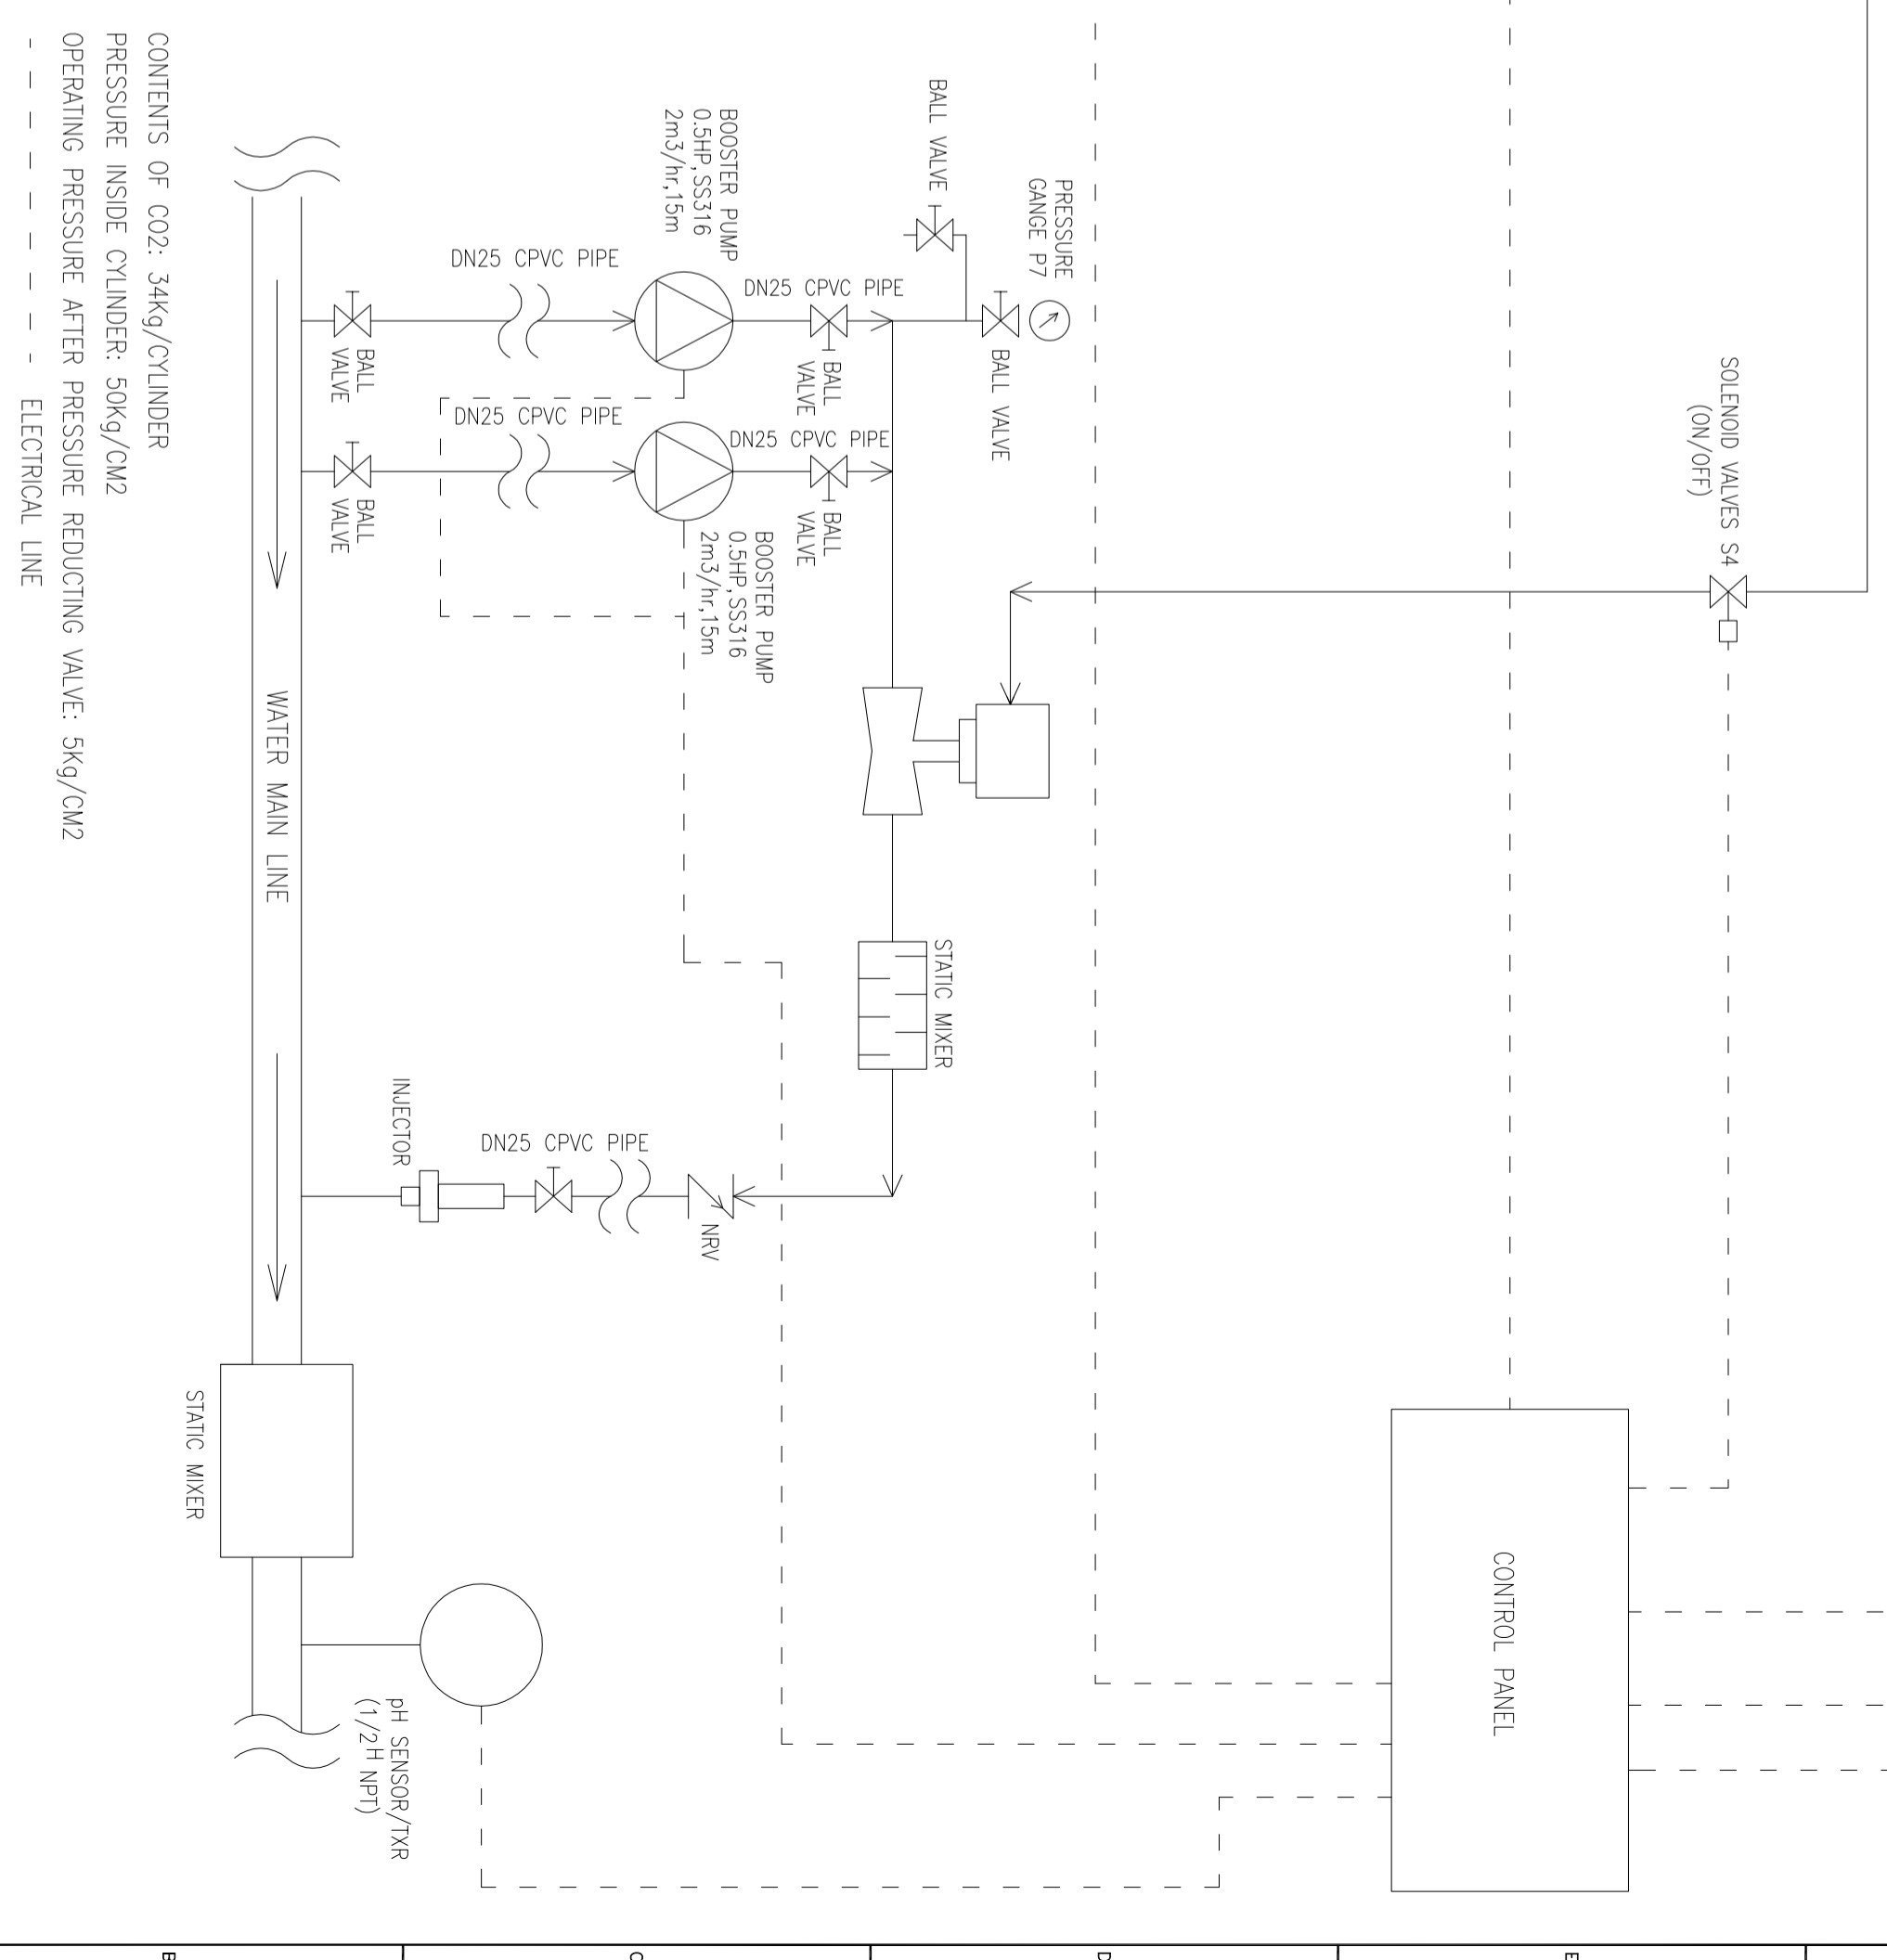 SOLENOID VALVES S4
(ON/OFF)
PRESSURE
GANGE P7
BALL VALVE
BALL VALVE
BOOSTER PUMP
0.5HP,SS316
2m3/hr,15m
DN25 CPVC PIPE
DN25 CPVC PIPE
BALL
VALVE
BALL
VALVE
DN25 CPVC PIPE
DN25 CPVC PIPE
BALL
VALVE
BALL
VALVE
BOOSTER PUMP
0.5HP,SS316
2m3/hr,15m
STATIC MIXER
DN25 CPVC PIPE
NRV
INJECTOR
WATER MAIN LINE
STATIC MIXER
pH SENSOR/TXR
(1/2H NPT)
CONTROL PANEL
CONTENTS OF CO2: 34Kg/CYLINDER
PRESSURE INSIDE CYLINDER: 50Kg/CM2
OPERATING PRESSURE AFTER PRESSURE REDUCTING VALVE: 5Kg/CM2
ELECTRICAL LINE